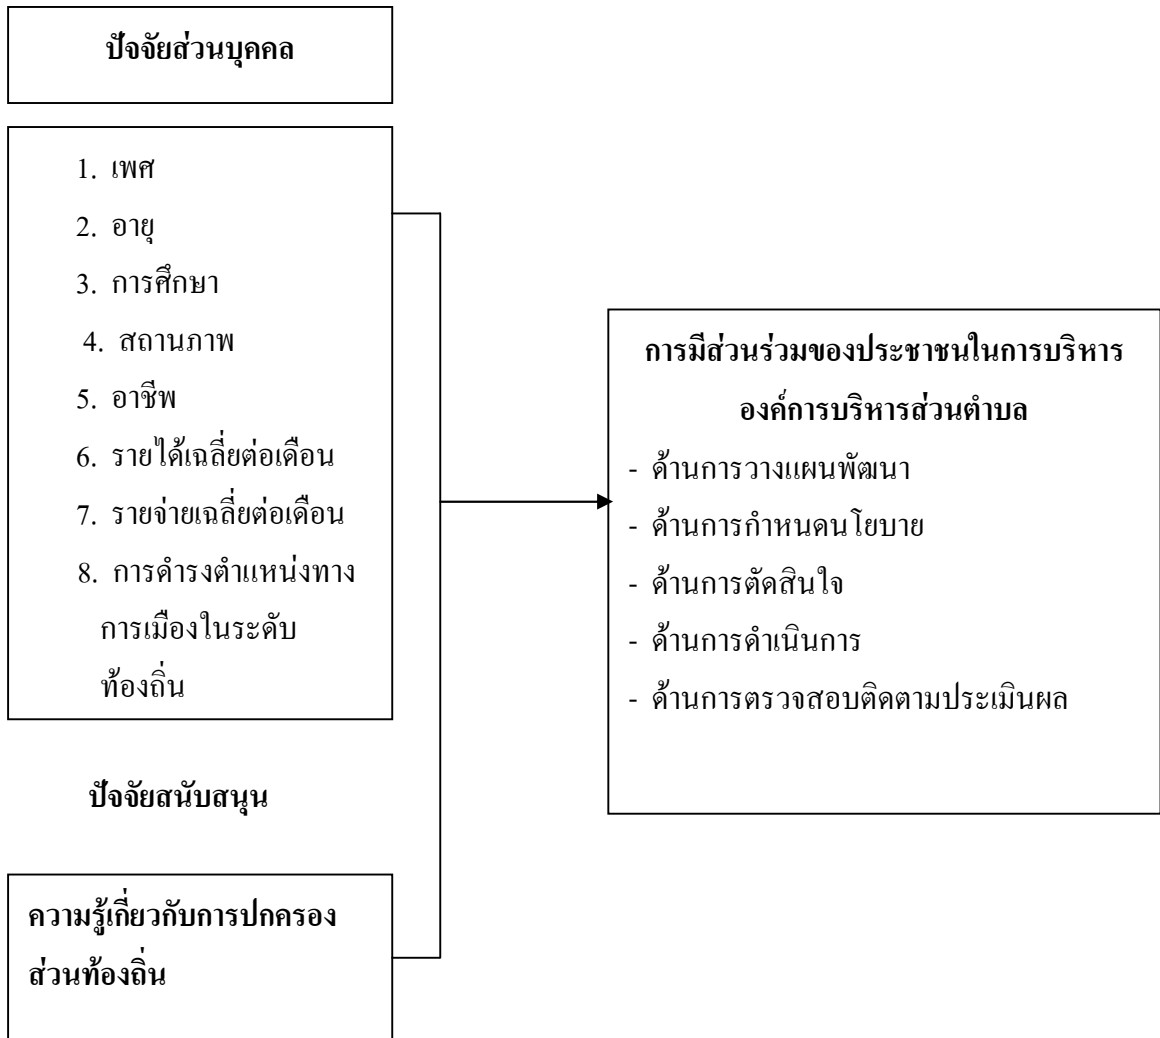 ปัจจัยส่วนบุคคล
1. เพศ
2. อายุ
3. การศึกษา
4. สถานภาพ
5. อาชีพ
6. รายได้เฉลี่ยต่อเดือน
7. รายจ่ายเฉลี่ยต่อเดือน
8. การดำรงตำแหน่งทาง
การเมืองในระดับ
ท้องถิ่น
ปัจจัยสนับสนุน
ความรู้เกี่ยวกับการปกครอง
ส่วนท้องถิ่น
การมีส่วนร่วมของประชาชนในการบริหาร
องค์การบริหารส่วนตำบล
- ด้านการวางแผนพัฒนา
- ด้านการกำหนดนโยบาย
- ด้านการตัดสินใจ
- ด้านการดำเนินการ
- ด้านการตรวจสอบติดตามประเมินผล